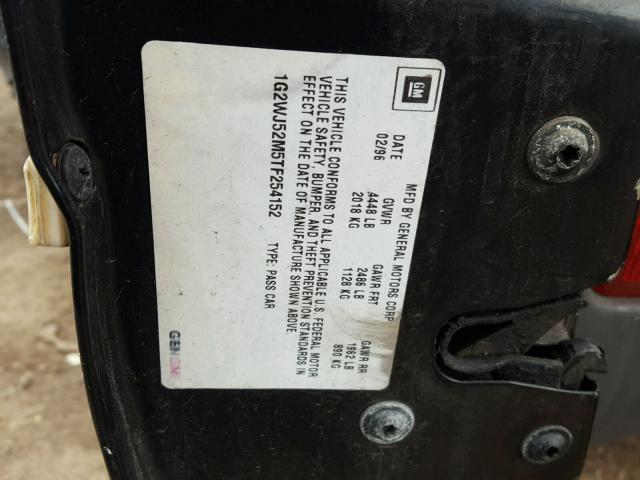 GM
MFD BY GENERAL MOTORS CORP
DATE GVWR GAWR FRT GAWR RR
02/96 4448 LB 2486 LB 1962 LB
2018 KG 1128 KG 890 KG
THIS VEHICLE CONFORMS TO ALL APPLICABLE U.S. FEDERAL MOTOR
VEHICLE SAFETY, BUMPER, AND THEFT PREVENTION STANDARDS IN
EFFECT ON THE DATE OF MANUFACTURE SHOWN ABOVE
1G2WJ52M5TF254152 TYPE: PASS CAR